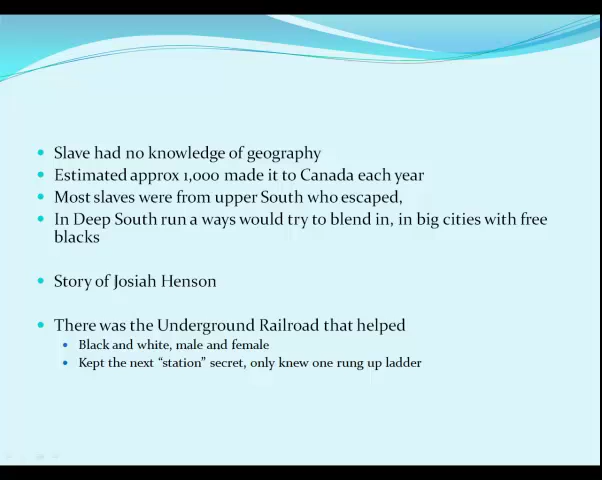 Slave had no knowledge of geography
Estimated approx 1,000 made it to Canada each year
Most slaves were from upper South who escaped,
In Deep South run a ways would try to blend in, in big cities with free
blacks
Story of Josiah Henson
There was the Underground Railroad that helped
Black and white, male and female
Kept the next “station” secret, only knew one rung up ladder